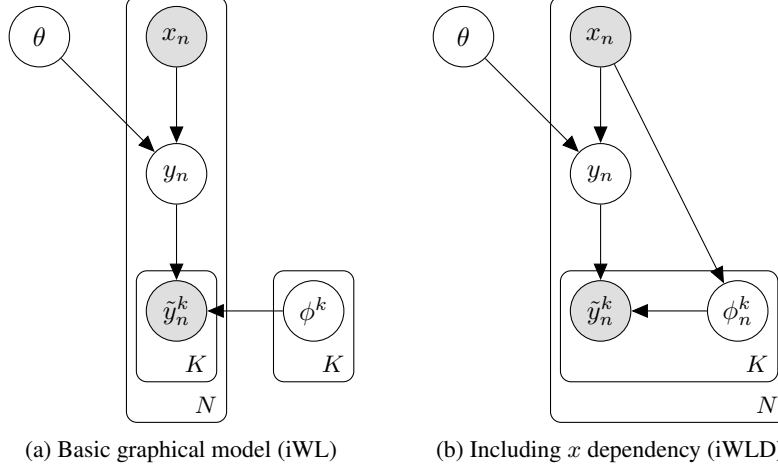 θ x_n θ x_n
y_n y_n
ỹ_n^k ϕ^k ỹ_n^k ϕ_n^k
K K K
N N
(a) Basic graphical model (iWL) (b) Including x dependency (iWLD)